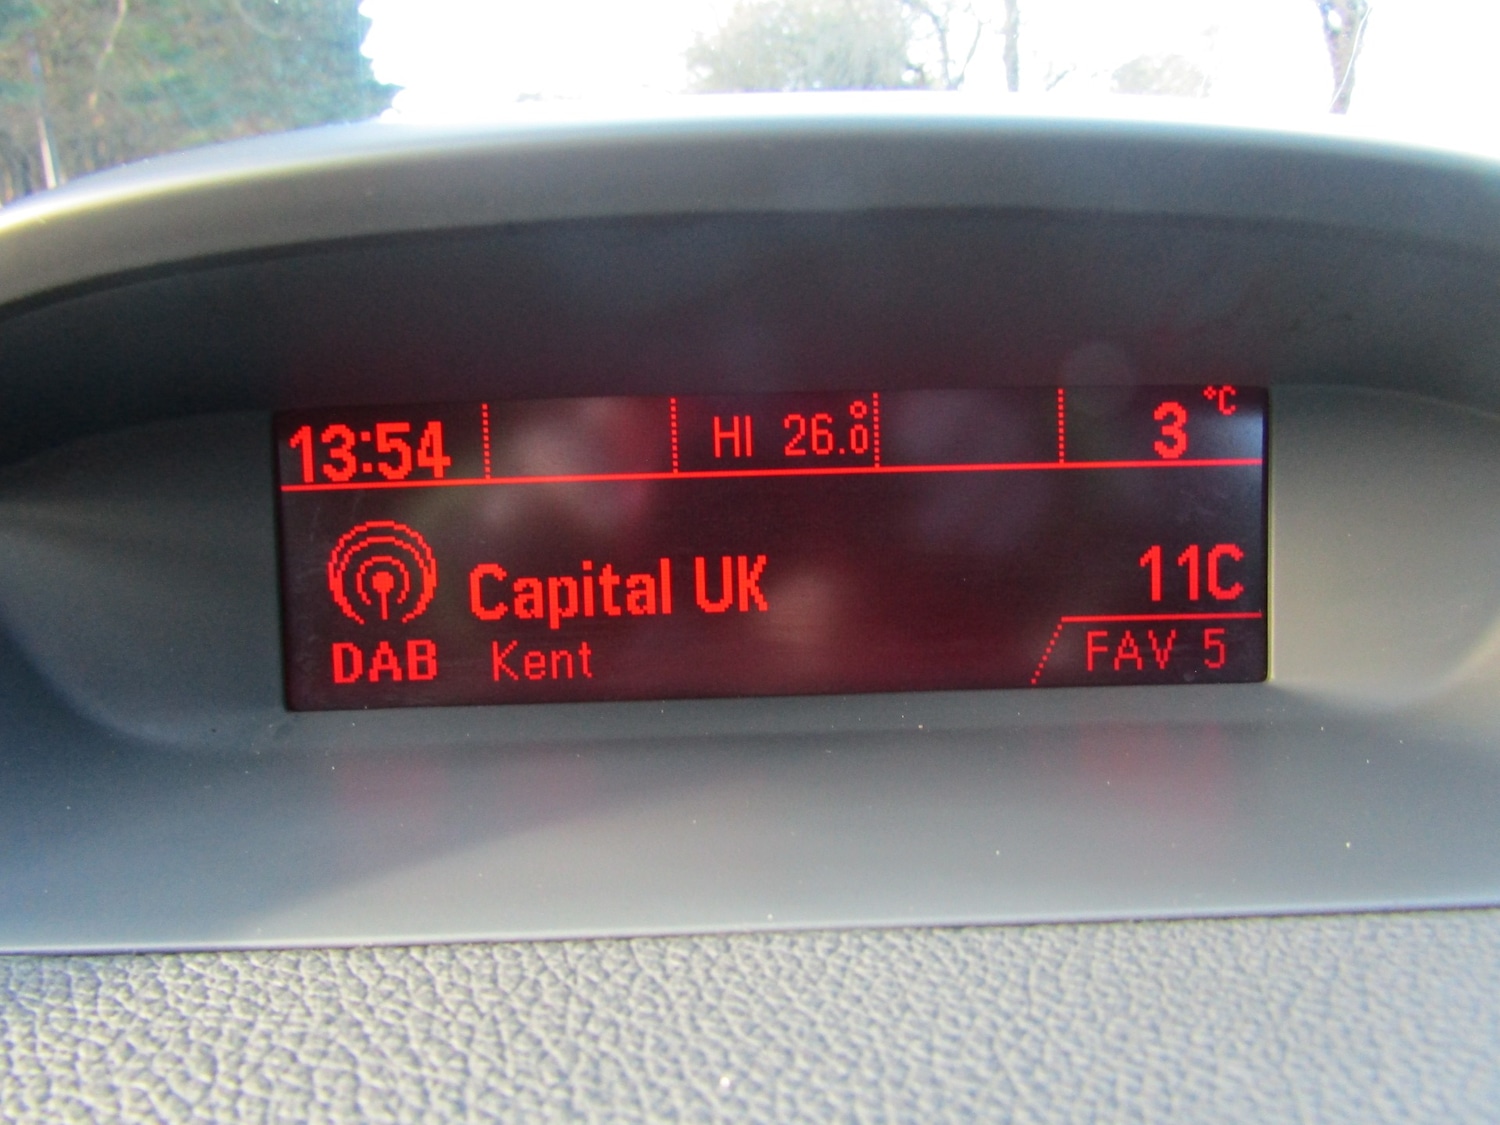 13:54 HI 26.0° 3 °C
Capital UK 11C
DAB Kent FAV 5